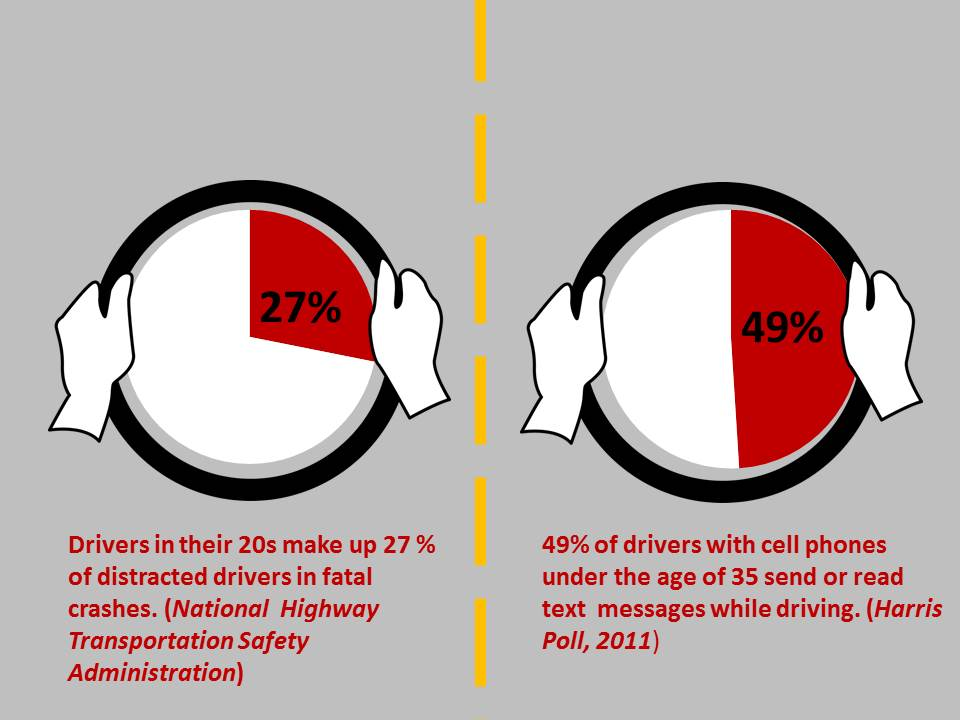 27%
49%
Drivers in their 20s make up 27 %
of distracted drivers in fatal
crashes. (National Highway
Transportation Safety
Administration)
49% of drivers with cell phones
under the age of 35 send or read
text messages while driving. (Harris
Poll, 2011)